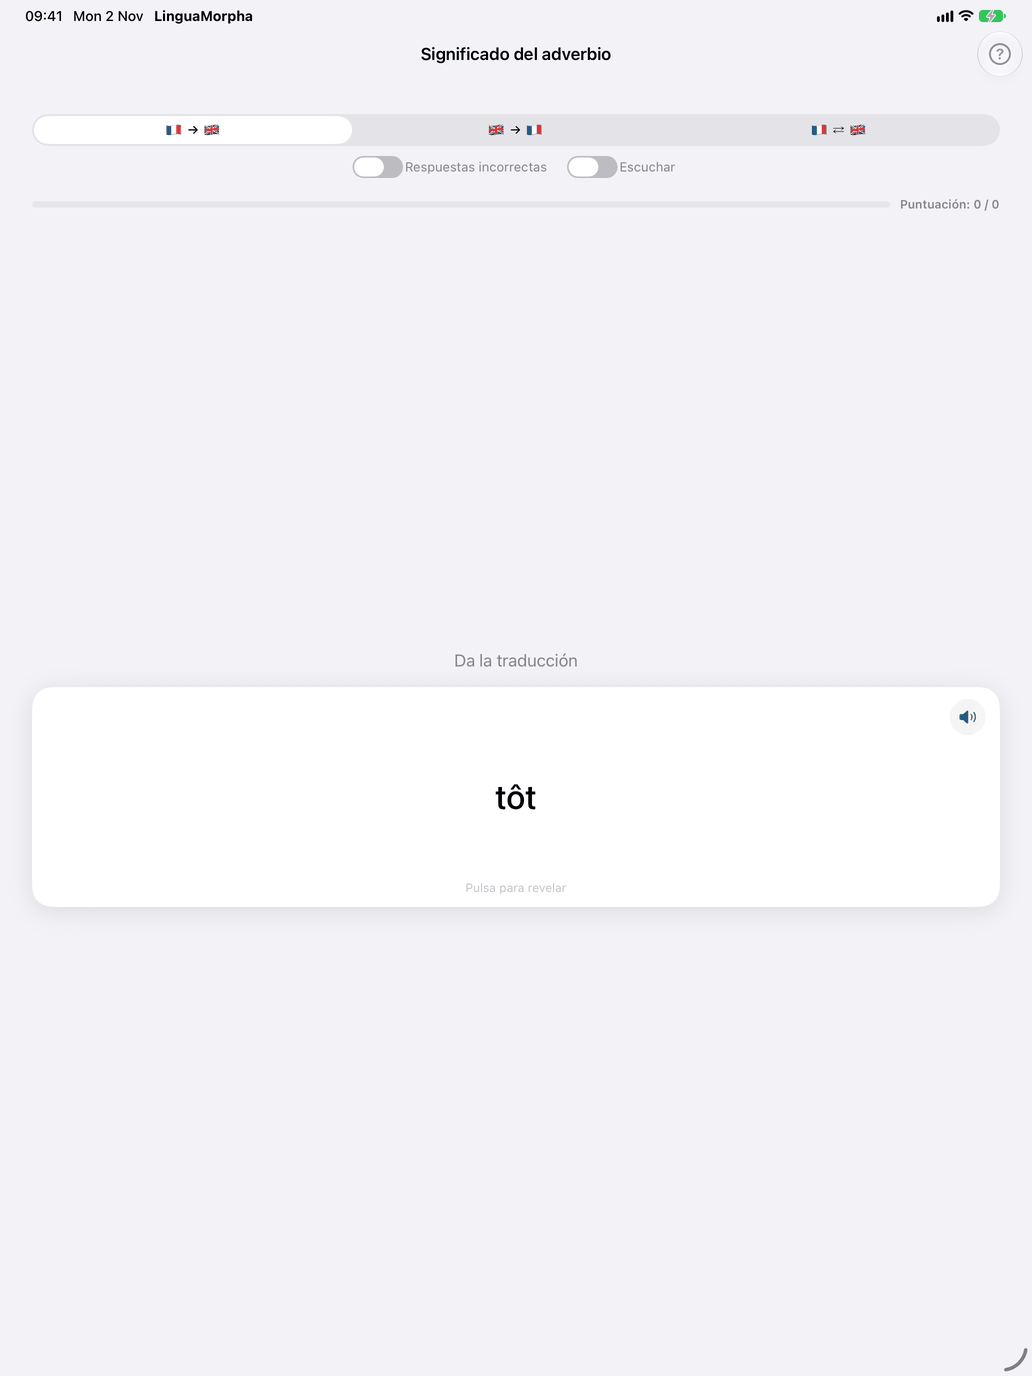 09:41 Mon 2 Nov LinguaMorpha
Significado del adverbio
Respuestas incorrectas Escuchar
Puntuación: 0 / 0
Da la traducción
tôt
Pulsa para revelar